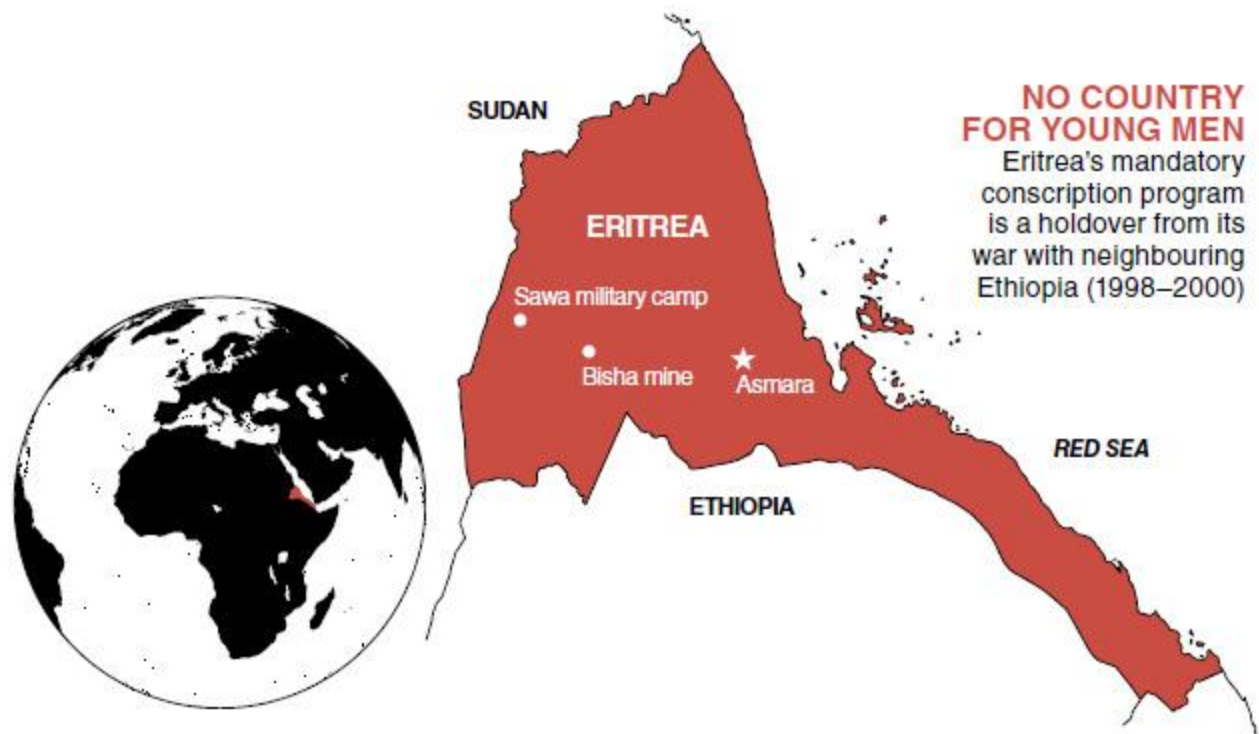 SUDAN
NO COUNTRY
FOR YOUNG MEN
Eritrea's mandatory
conscription program
is a holdover from its
war with neighbouring
Ethiopia (1998–2000)
ERITREA
Sawa military camp
Bisha mine
Asmara
RED SEA
ETHIOPIA